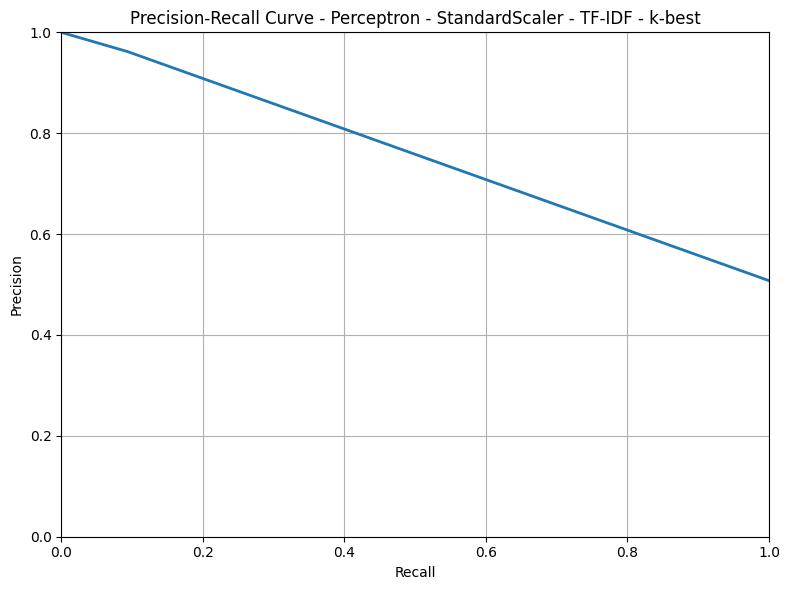 Precision-Recall Curve - Perceptron - StandardScaler - TF-IDF - k-best
1.0
0.8
0.6
0.4
0.2
0.0
Precision
0.0 0.2 0.4 0.6 0.8 1.0
Recall